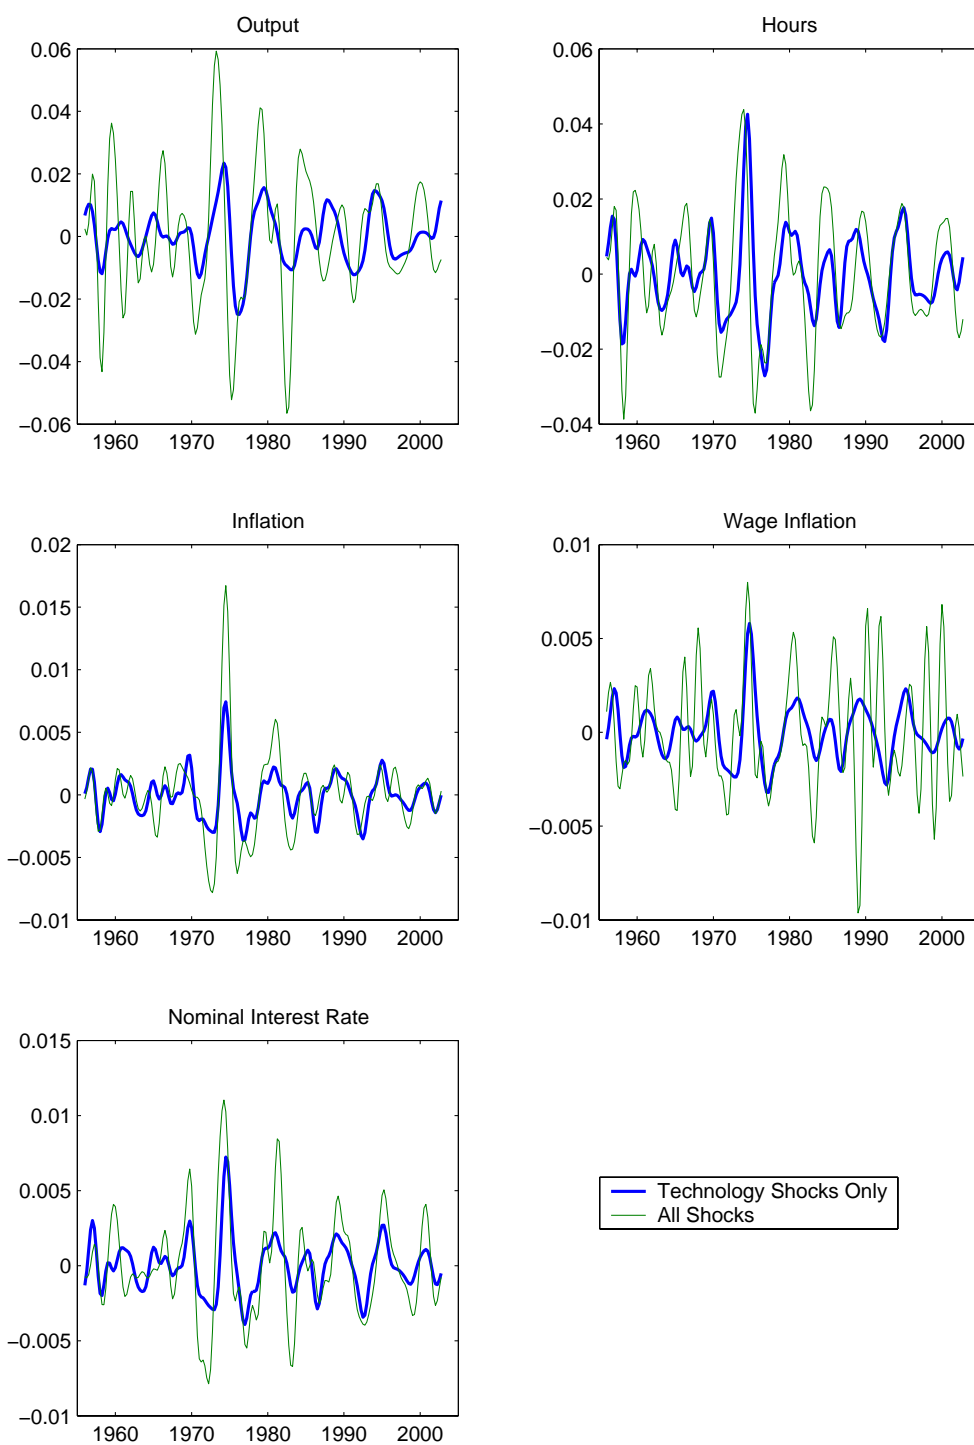 Output
0.06
0.04
0.02
0
−0.02
−0.04
−0.06
1960 1970 1980 1990 2000
Hours
0.06
0.04
0.02
0
−0.02
−0.04
1960 1970 1980 1990 2000
Inflation
0.02
0.015
0.01
0.005
0
−0.005
−0.01
1960 1970 1980 1990 2000
Wage Inflation
0.01
0.005
0
−0.005
−0.01
1960 1970 1980 1990 2000
Nominal Interest Rate
0.015
0.01
0.005
0
−0.005
−0.01
1960 1970 1980 1990 2000
Technology Shocks Only
All Shocks